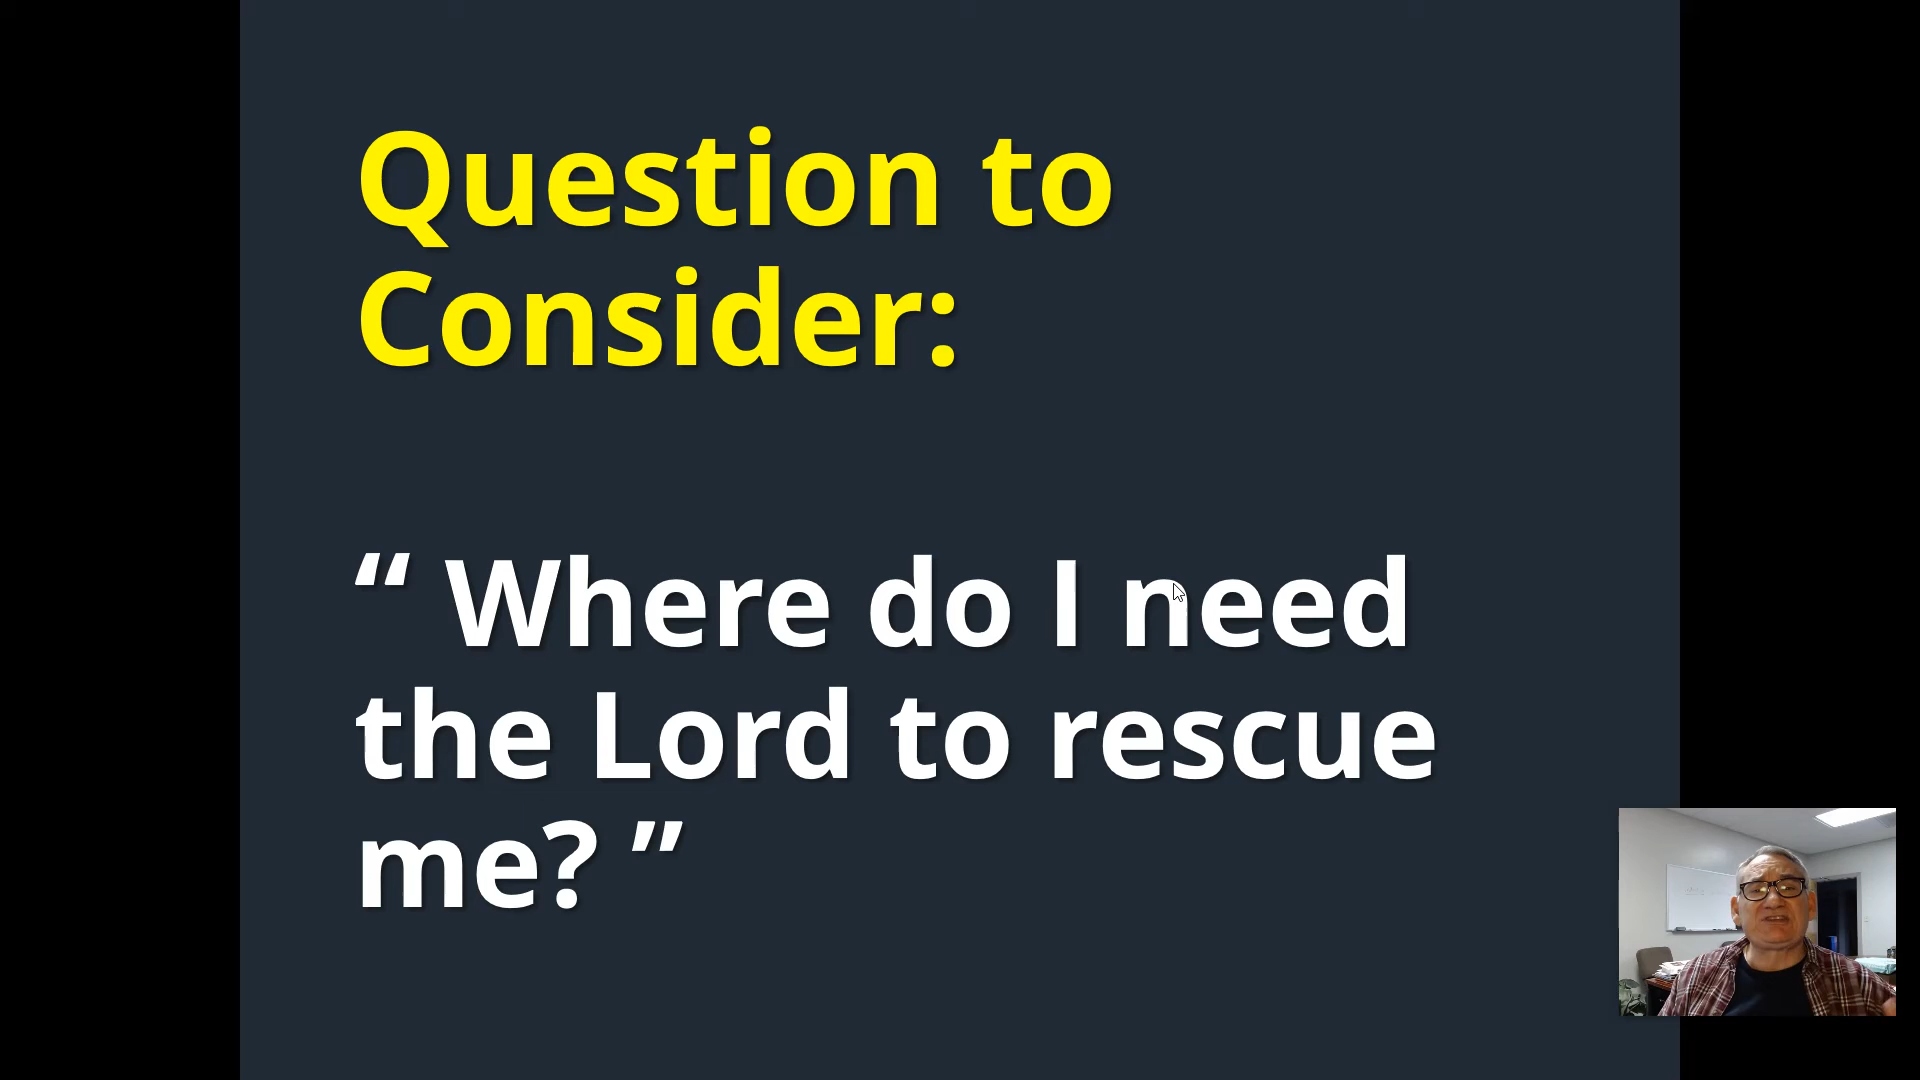 Question to
Consider:
“ Where do I need
the Lord to rescue
me? ”